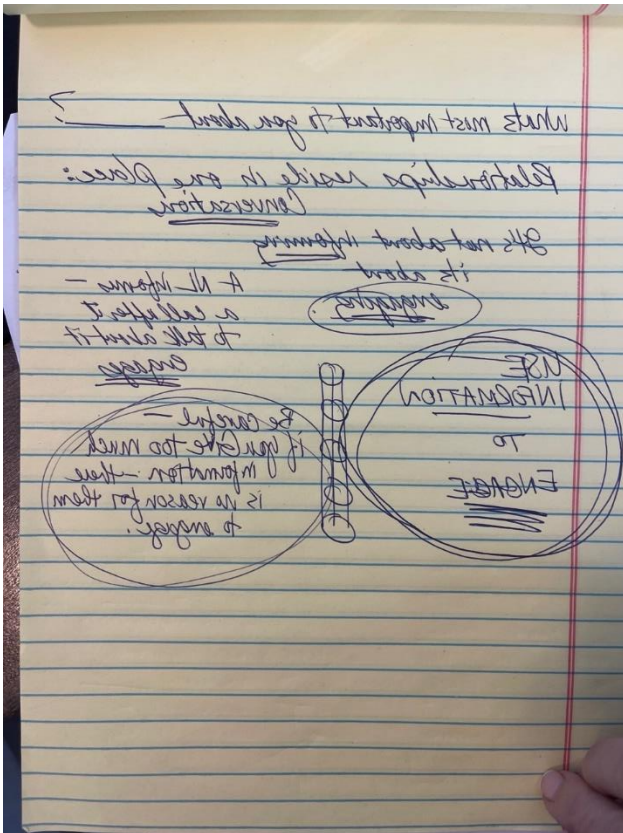 What's most important to you about ______?
Relationships reside in one place:
Conversation
It's not about informing
it's about
engaging
A NL informs —
a call after it
to talk about it
engages
USE
INFORMATION
TO
ENGAGE
Be careful —
if you give too much
information - there
is no reason for them
to engage.